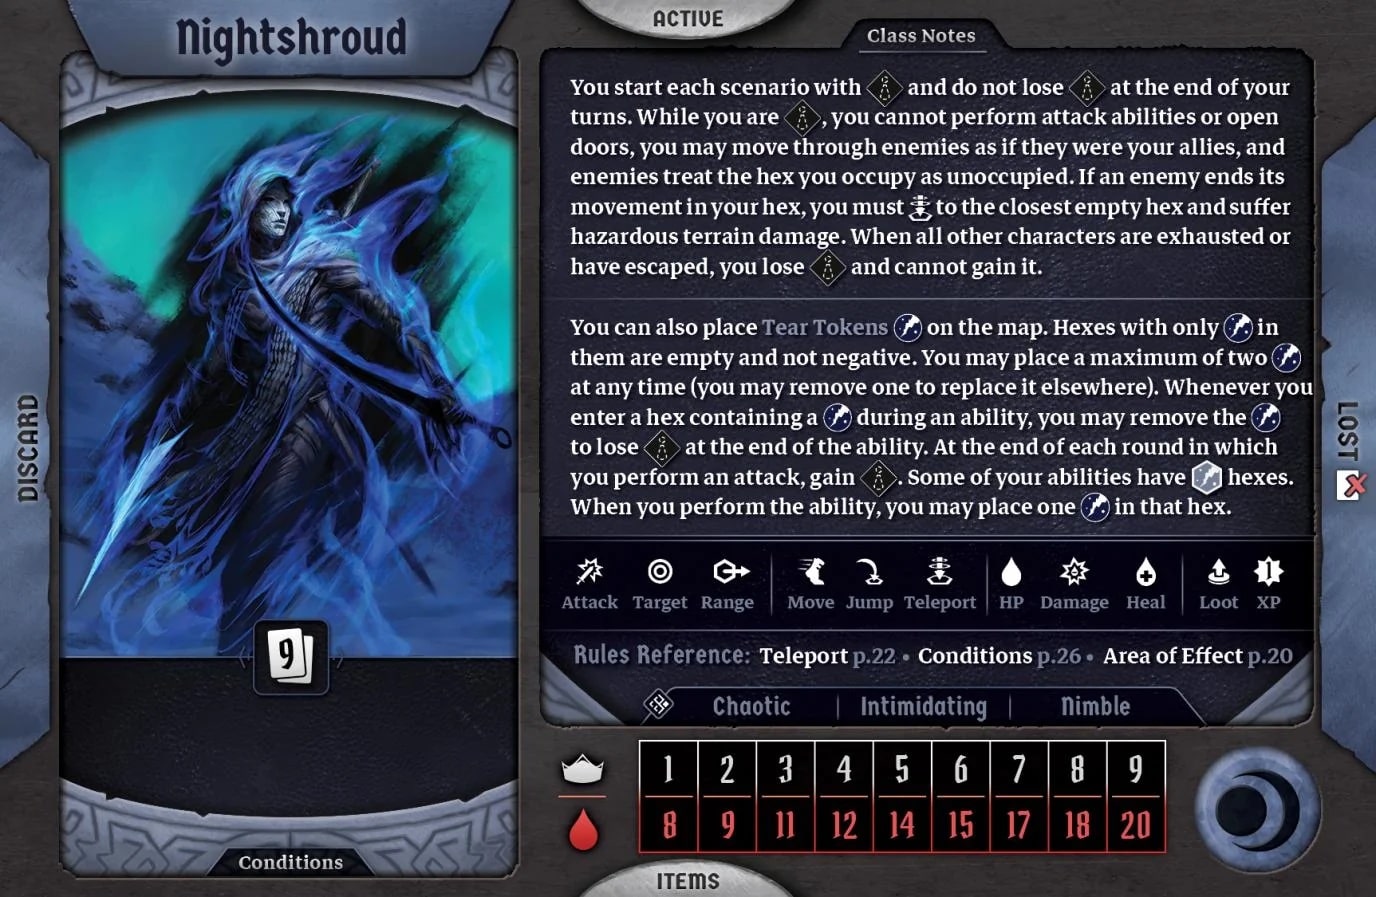 Nightshroud
ACTIVE
Class Notes
You start each scenario with and do not lose at the end of your
turns. While you are , you cannot perform attack abilities or open
doors, you may move through enemies as if they were your allies, and
enemies treat the hex you occupy as unoccupied. If an enemy ends its
movement in your hex, you must to the closest empty hex and suffer
hazardous terrain damage. When all other characters are exhausted or
have escaped, you lose and cannot gain it.
You can also place Tear Tokens on the map. Hexes with only in
them are empty and not negative. You may place a maximum of two
at any time (you may remove one to replace it elsewhere). Whenever you
enter a hex containing a during an ability, you may remove the
to lose at the end of the ability. At the end of each round in which
you perform an attack, gain . Some of your abilities have hexes.
When you perform the ability, you may place one in that hex.
1
Attack Target Range Move Jump Teleport HP Damage Heal Loot XP
Rules Reference: Teleport p.22 • Conditions p.26 • Area of Effect p.20
Chaotic Intimidating Nimble
DISCARD
LOST
9
Conditions
1 2 3 4 5 6 7 8 9
8 9 11 12 14 15 17 18 20
ITEMS